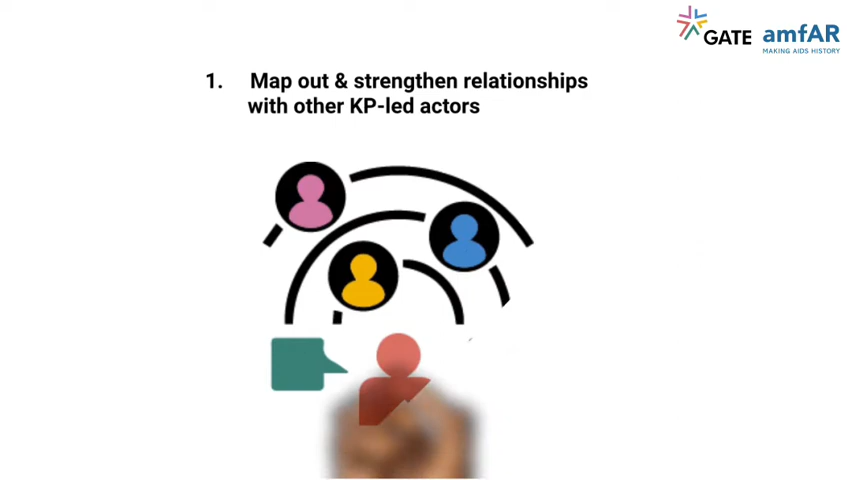 GATE
amfAR
MAKING AIDS HISTORY
1. Map out & strengthen relationships
with other KP-led actors